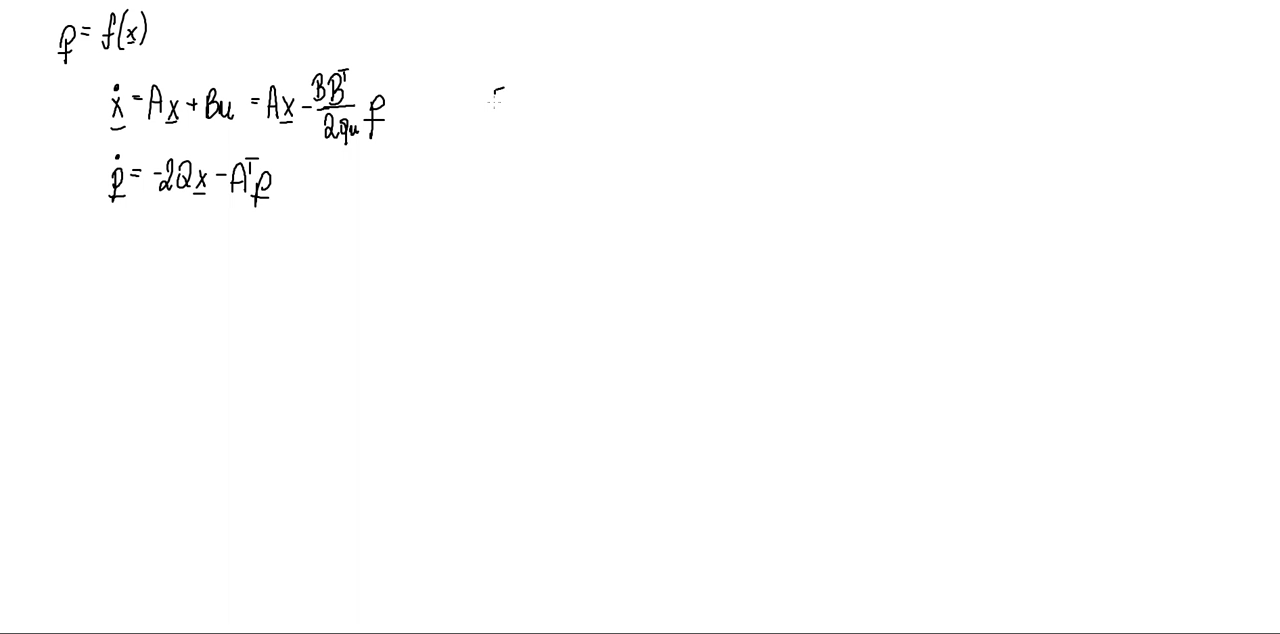 p = f(x)
ẋ = Ax + Bu = Ax - BBᵀ/2qu p
ṗ = -2Qx - Aᵀp